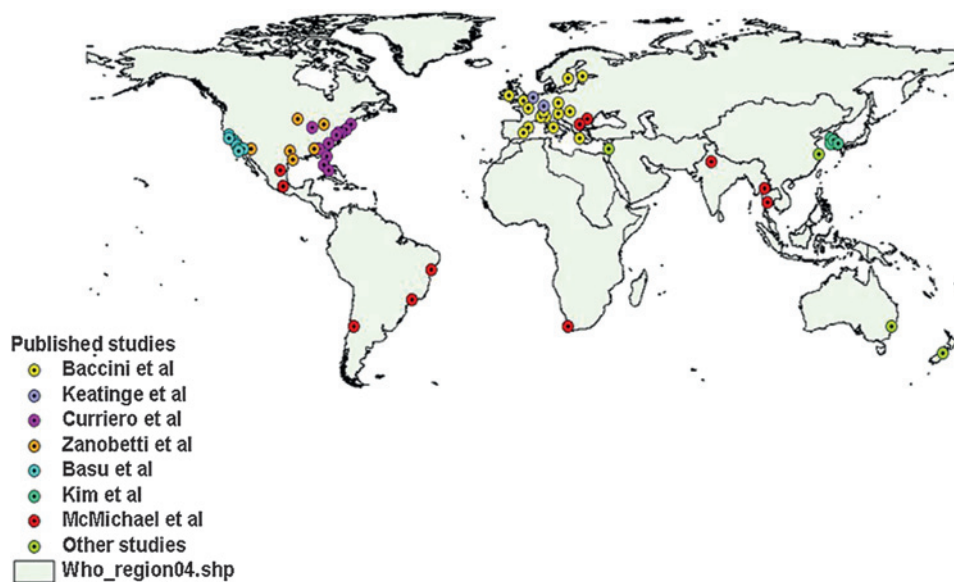 Published studies
Baccini et al
Keatinge et al
Curriero et al
Zanobetti et al
Basu et al
Kim et al
McMichael et al
Other studies
Who_region04.shp